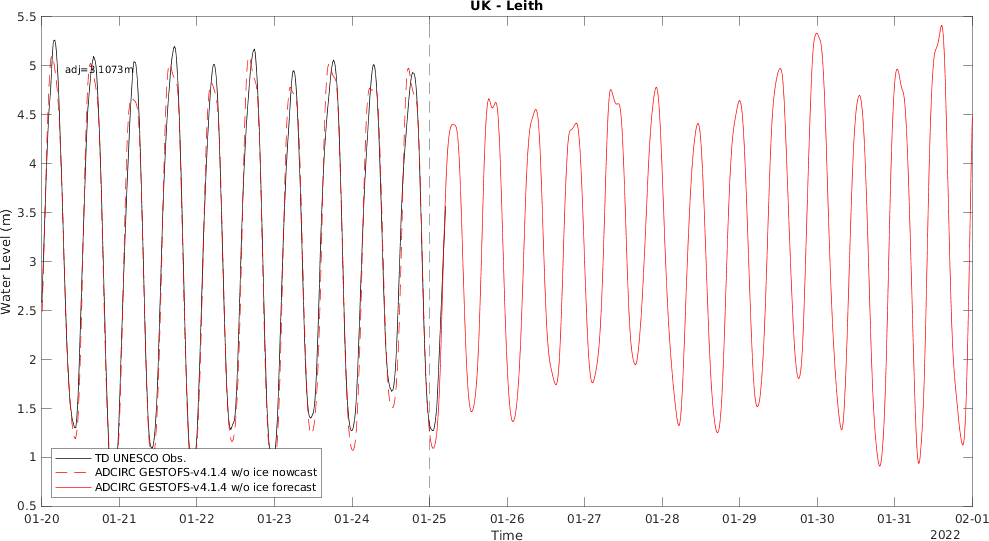 UK - Leith
5.5
5
4.5
4
3.5
3
2.5
2
1.5
1
0.5
Water Level (m)
adj=3.1073m
TD UNESCO Obs.
ADCIRC GESTOFS-v4.1.4 w/o ice nowcast
ADCIRC GESTOFS-v4.1.4 w/o ice forecast
01-20 01-21 01-22 01-23 01-24 01-25 01-26 01-27 01-28 01-29 01-30 01-31 02-01
Time
2022